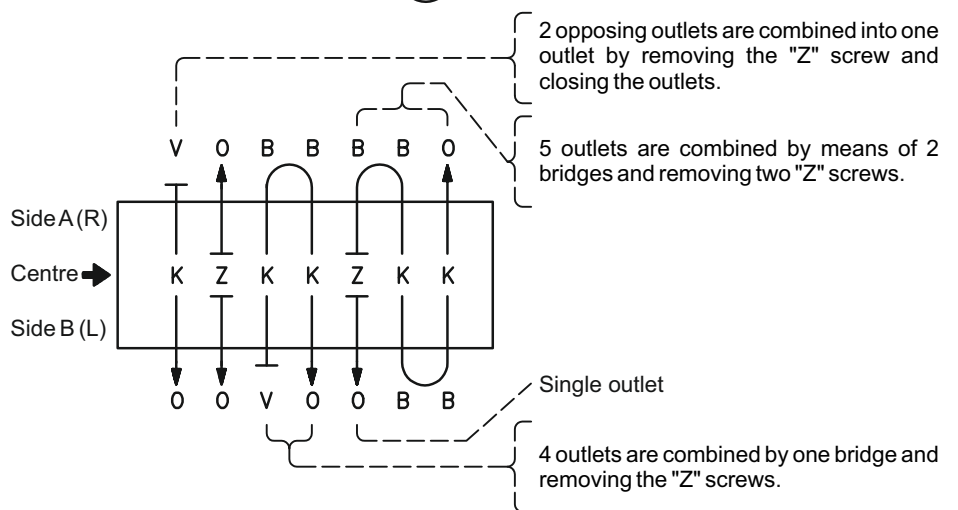 2 opposing outlets are combined into one
outlet by removing the "Z" screw and
closing the outlets.
5 outlets are combined by means of 2
bridges and removing two "Z" screws.
V O B B B B O
Side A (R)
Centre
K Z K K Z K K
Side B (L)
O O V O O B B
Single outlet
4 outlets are combined by one bridge and
removing the "Z" screws.